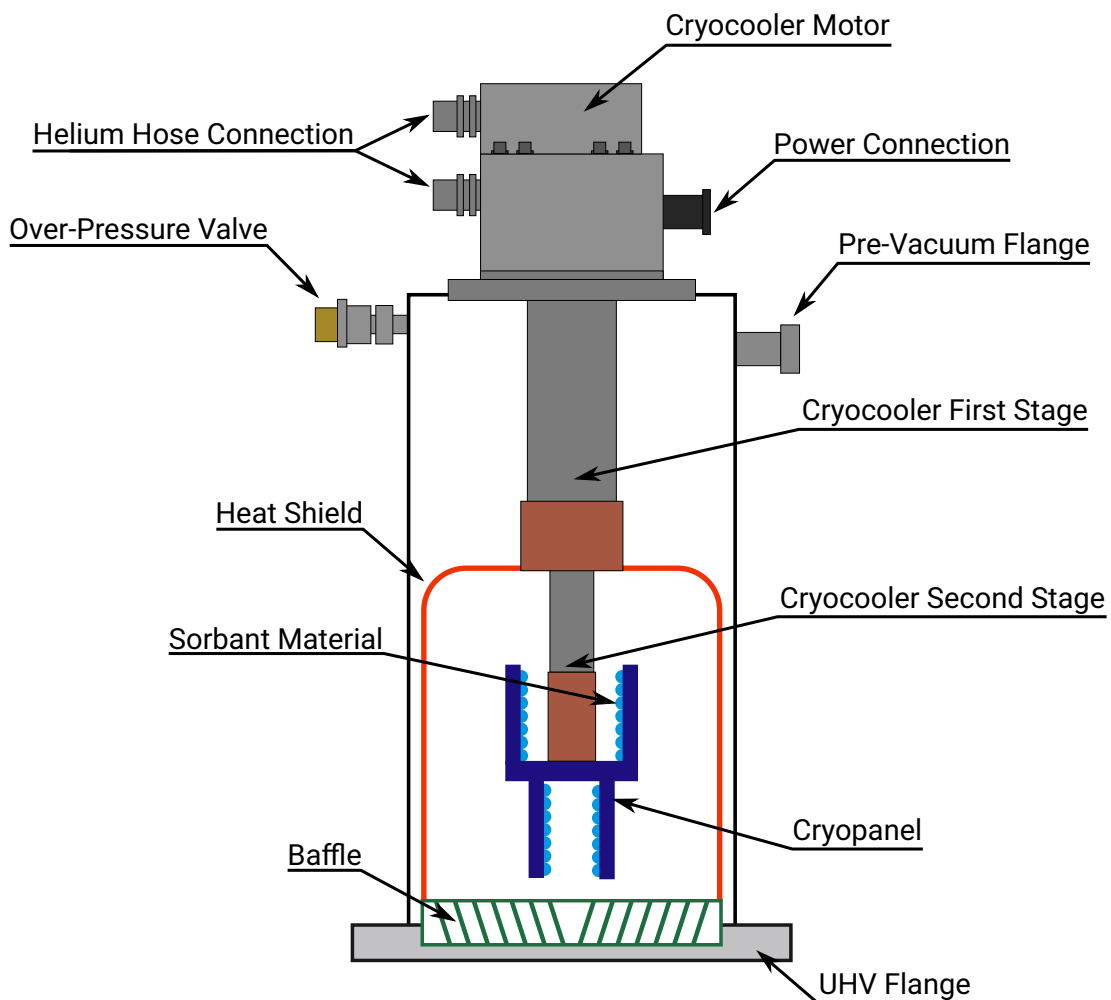 Cryocooler Motor
Helium Hose Connection
Power Connection
Over-Pressure Valve
Pre-Vacuum Flange
Cryocooler First Stage
Heat Shield
Cryocooler Second Stage
Sorbant Material
Cryopanel
Baffle
UHV Flange